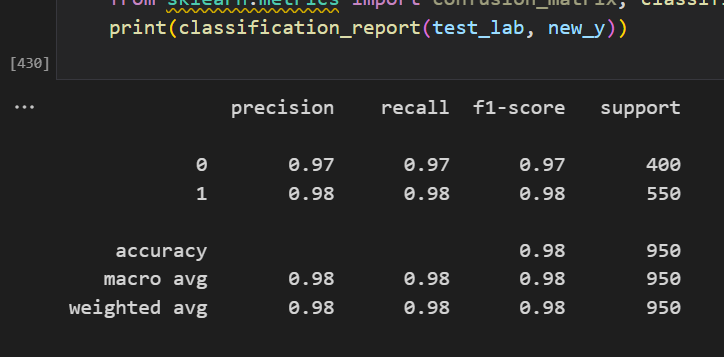 from sklearn.metrics import confusion_matrix, classif
print(classification_report(test_lab, new_y))
[430]
...
precision recall f1-score support
0 0.97 0.97 0.97 400
1 0.98 0.98 0.98 550
accuracy 0.98 950
macro avg 0.98 0.98 0.98 950
weighted avg 0.98 0.98 0.98 950